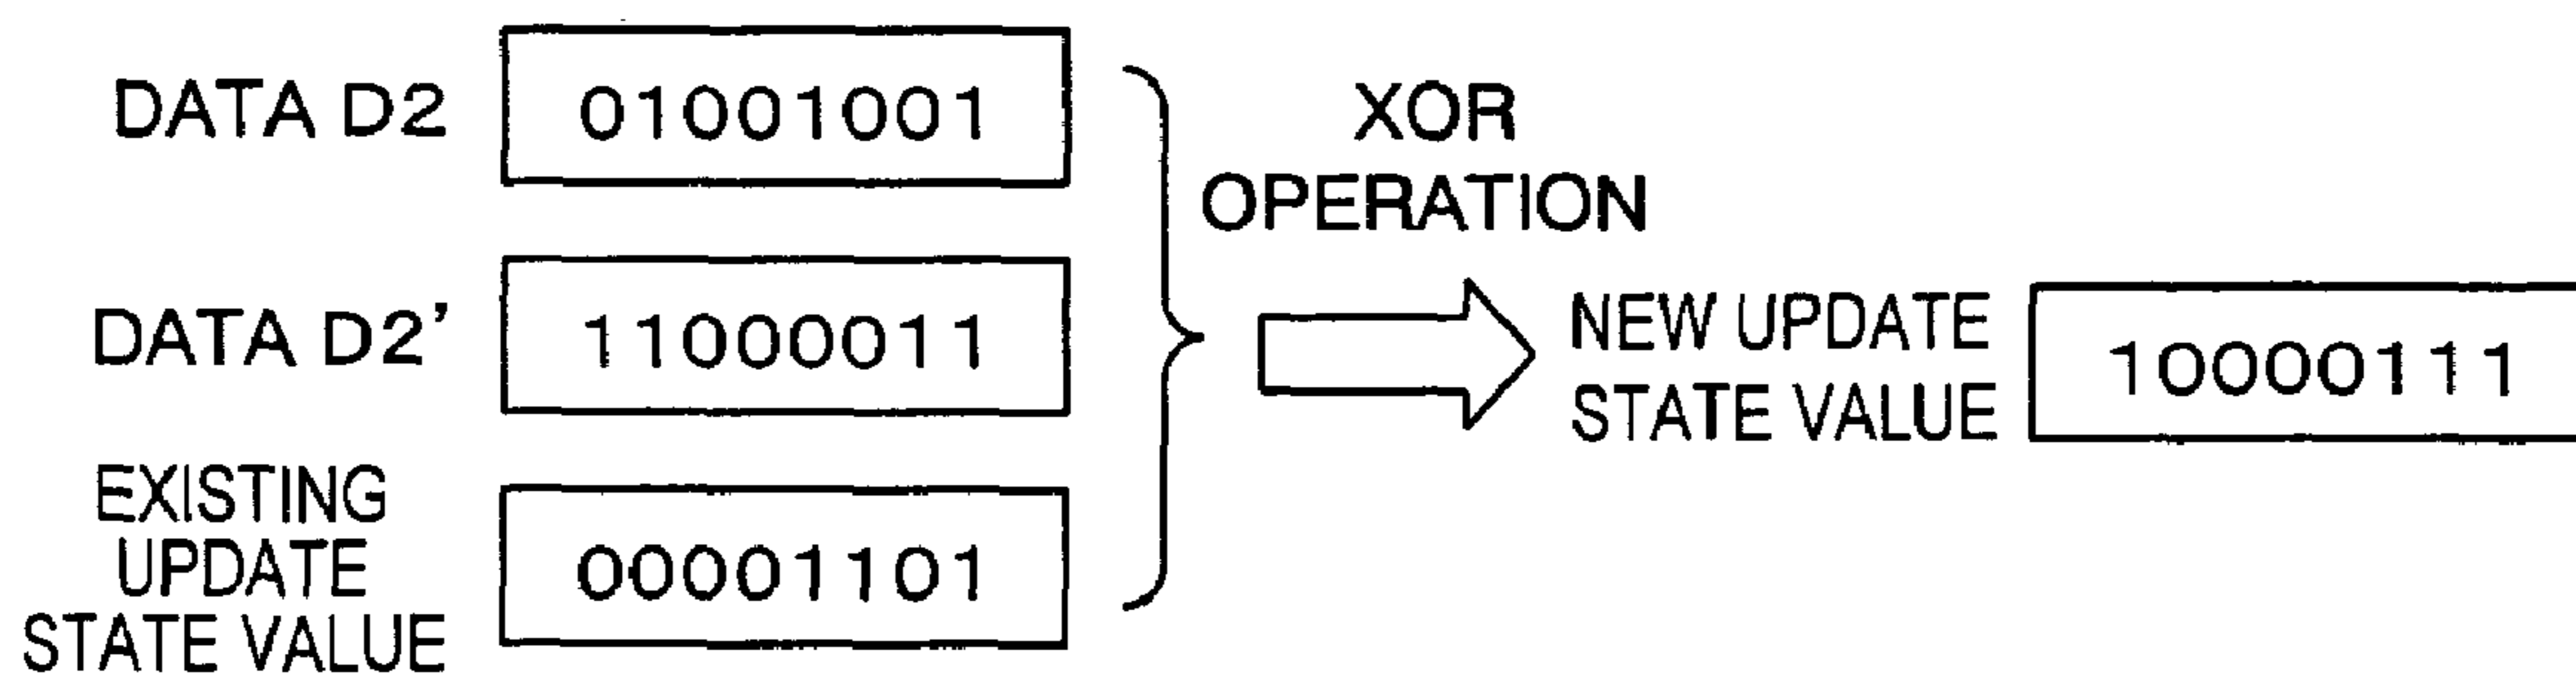 DATA D2
01001001
XOR
OPERATION
DATA D2'
11000011
NEW UPDATE
STATE VALUE
10000111
EXISTING
UPDATE
STATE VALUE
00001101